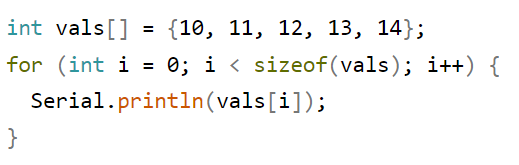 int vals[] = {10, 11, 12, 13, 14};
for (int i = 0; i < sizeof(vals); i++) {
  Serial.println(vals[i]);
}